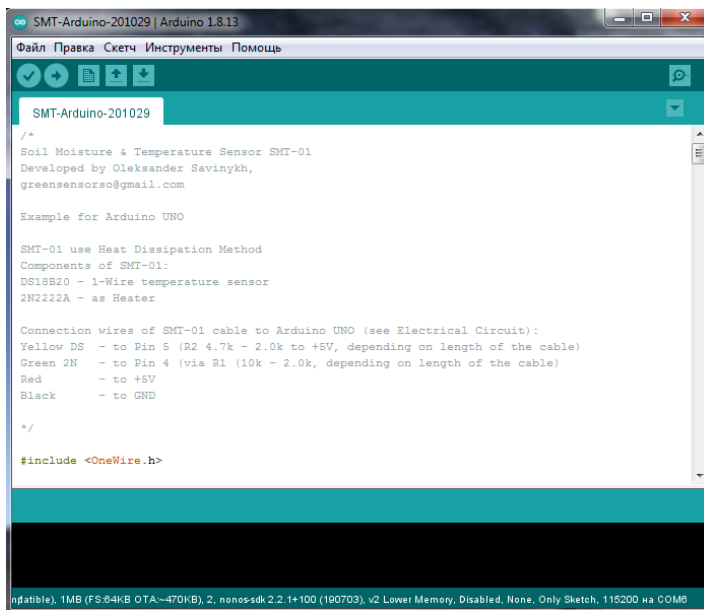 SMT-Arduino-201029 | Arduino 1.8.13
Файл Правка Скетч Инструменты Помощь
SMT-Arduino-201029
/*
Soil Moisture & Temperature Sensor SMT-01
Developed by Oleksander Savinykh,
greensensorso@gmail.com
Example for Arduino UNO
SMT-01 use Heat Dissipation Method
Components of SMT-01:
DS18B20 - 1-Wire temperature sensor
2N2222A - as Heater
Connection wires of SMT-01 cable to Arduino UNO (see Electrical Circuit):
Yellow DS - to Pin 5 (R2 4.7k - 2.0k to +5V, depending on length of the cable)
Green 2N - to Pin 4 (via R1 (10k - 2.0k, depending on length of the cable)
Red - to +5V
Black - to GND
*/
#include <OneWire.h>
1MB (FS:64KB OTA:~470KB), 2, nonos-sdk 2.2.1+100 (190703), v2 Lower Memory, Disabled, None, Only Sketch, 115200 на COM6